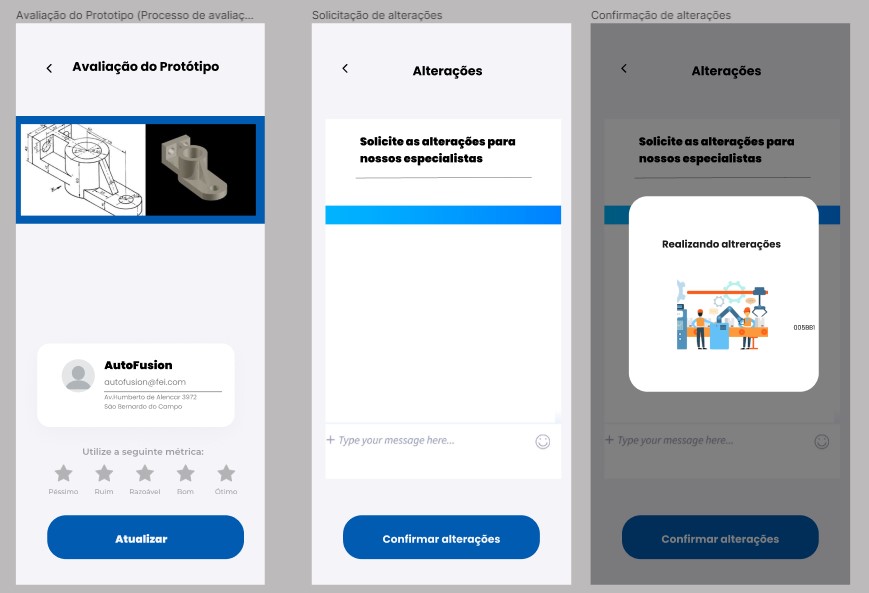 Avaliação do Prototipo (Processo de avaliaç...
Avaliação do Protótipo
AutoFusion
autofusion@fei.com
Av.Humberto de Alencar 3972
São Bernardo do Campo
Utilize a seguinte métrica:
Péssimo Ruim Razoável Bom Ótimo
Atualizar
Solicitação de alterações
Alterações
Solicite as alterações para
nossos especialistas
+ Type your message here...
Confirmar alterações
Confirmação de alterações
Alterações
Solicite as alterações para
nossos especialistas
Realizando altrerações
005BB1
+ Type your message here...
Confirmar alterações